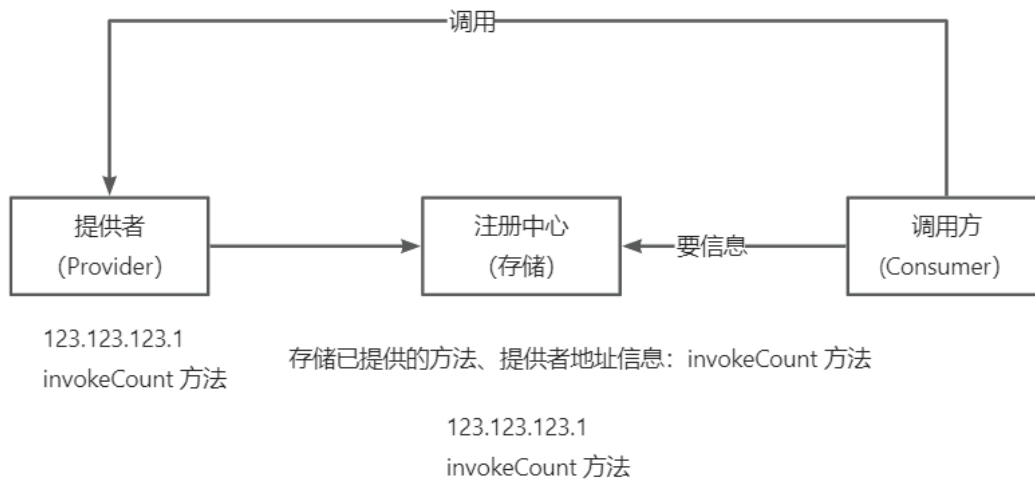 调用
提供者
（Provider）
注册中心
(存储)
要信息
调用方
(Consumer)
123.123.123.1
invokeCount 方法
存储已提供的方法、提供者地址信息：invokeCount 方法
123.123.123.1
invokeCount 方法